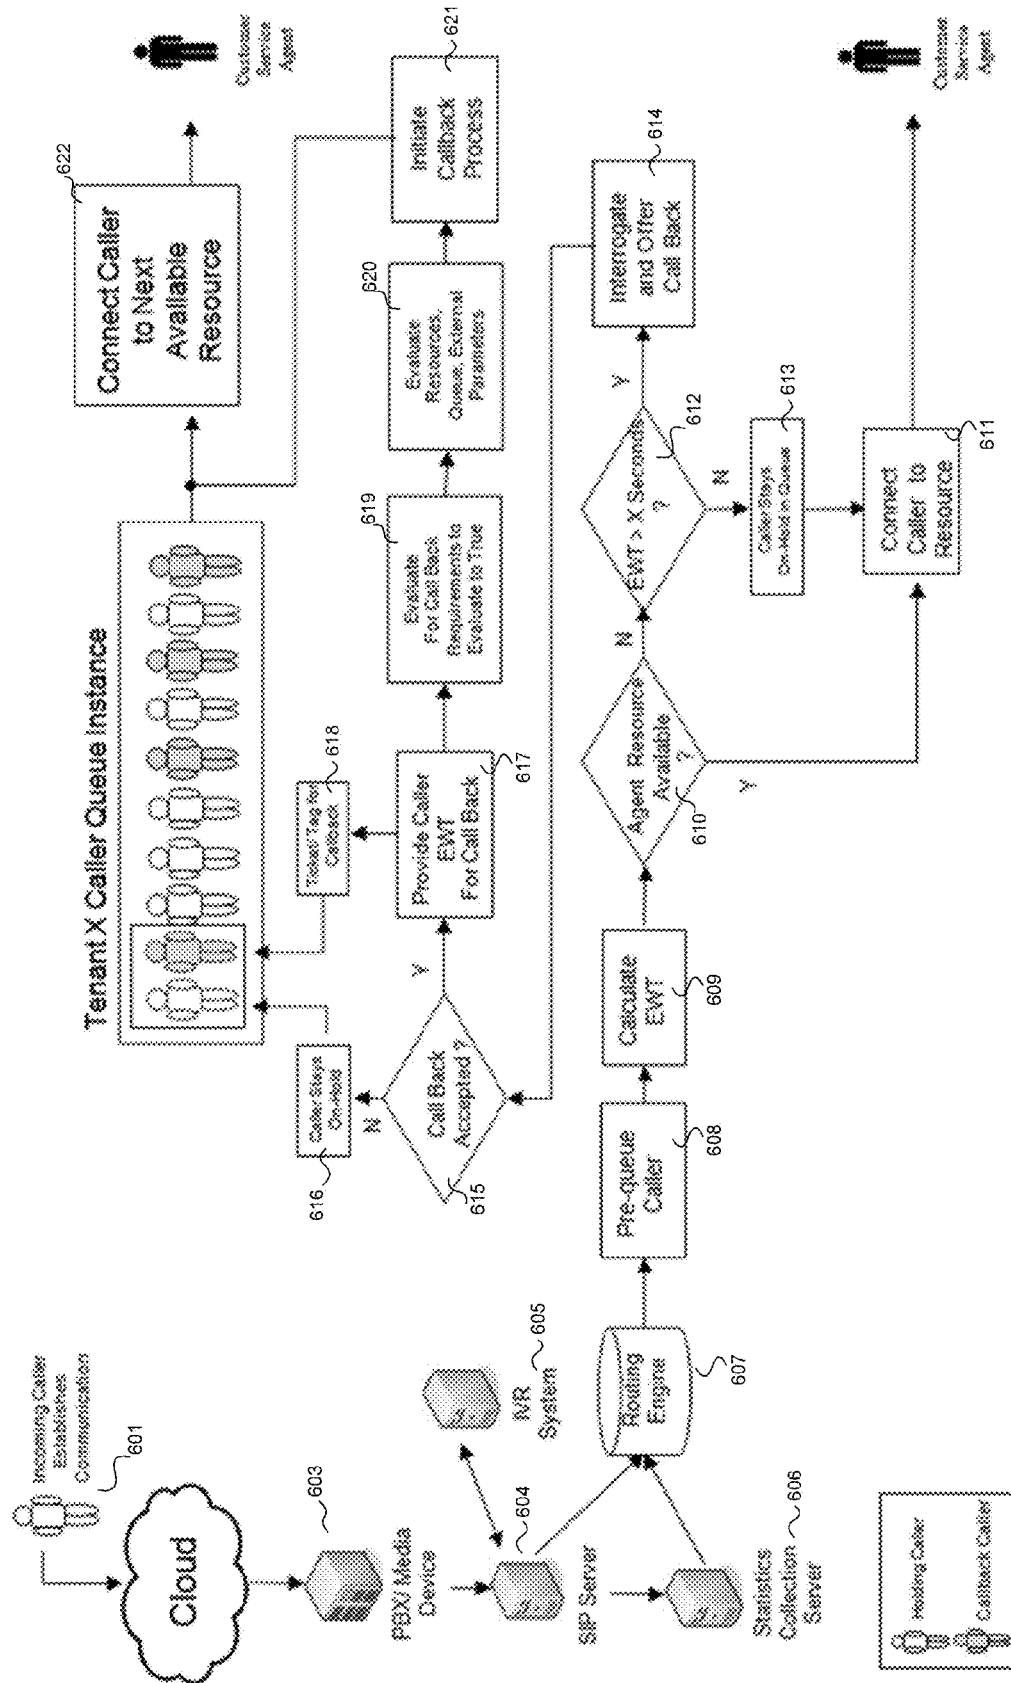 Incoming Caller
Establishes
Communication
601
Cloud
603
PBX/ Media
Device
604
SIP Server
605
IVR
System
Statistics
Collection
Server
606
Routing
Engine
607
Pre-queue
Caller
608
Calculate
EWT
609
Agent Resource
Available
?
610
Y
N
EWT > X Seconds
?
612
N
Y
Caller Stays
On-Hold in Queue
613
Connect
Caller to
Resource
611
Customer
Service
Agent
Interrogate
and Offer
Call Back
614
Call Back
Accepted ?
615
N
Y
Caller Stays
On-Hold
616
Provide Caller
EWT
For Call Back
617
Ticket/ Tag for
Callback
618
Evaluate
For Call Back
Requirements to
Evaluate to True
619
Evaluate
Resources,
Queue, External
Parameters
620
Initiate
Callback
Process
621
Tenant X Caller Queue Instance
Connect Caller
to Next
Available
Resource
622
Customer
Service
Agent
Holding Caller
Callback Caller